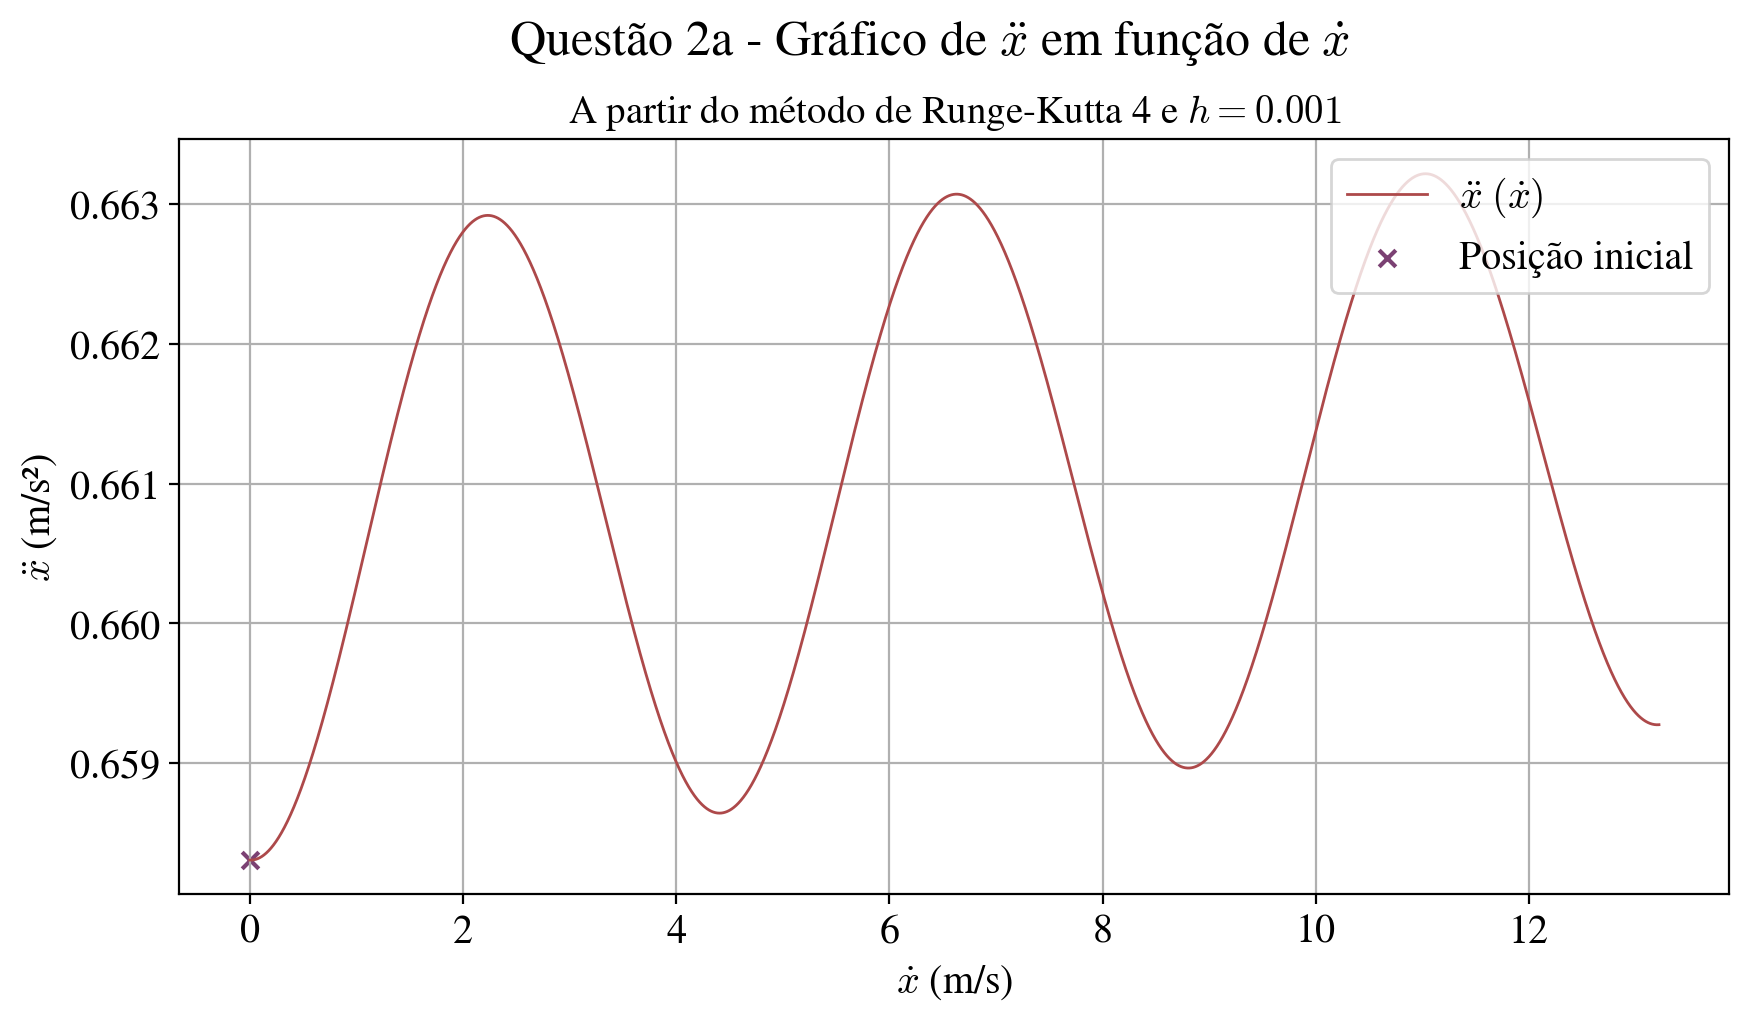 Questão 2a - Gráfico de ẍ em função de ẋ
A partir do método de Runge-Kutta 4 e h = 0.001
ẍ (ẋ)
Posição inicial
ẍ (m/s²)
0.663
0.662
0.661
0.660
0.659
0 2 4 6 8 10 12
ẋ (m/s)